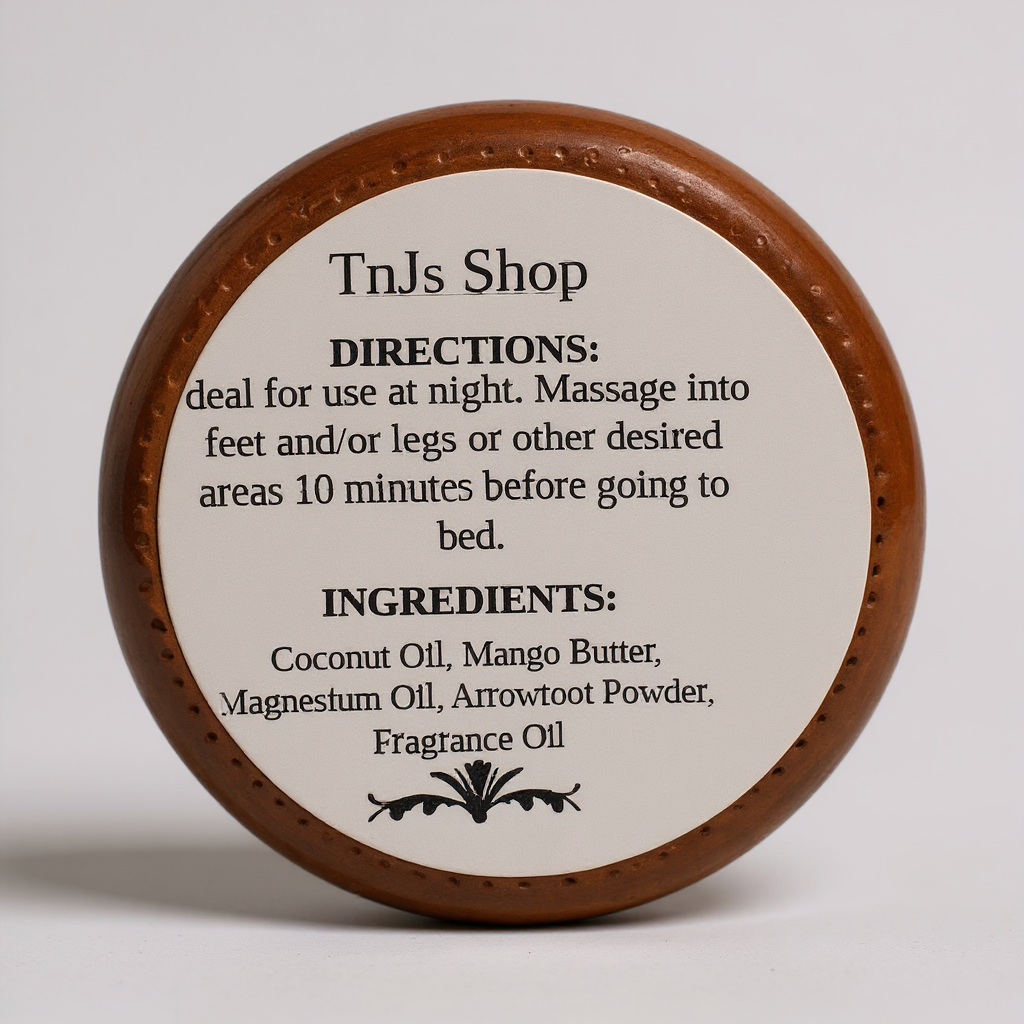 TnJs Shop
DIRECTIONS:
deal for use at night. Massage into
feet and/or legs or other desired
areas 10 minutes before going to
bed.
INGREDIENTS:
Coconut Oil, Mango Butter,
Magnestum Oil, Arrowtoot Powder,
Fragrance Oil